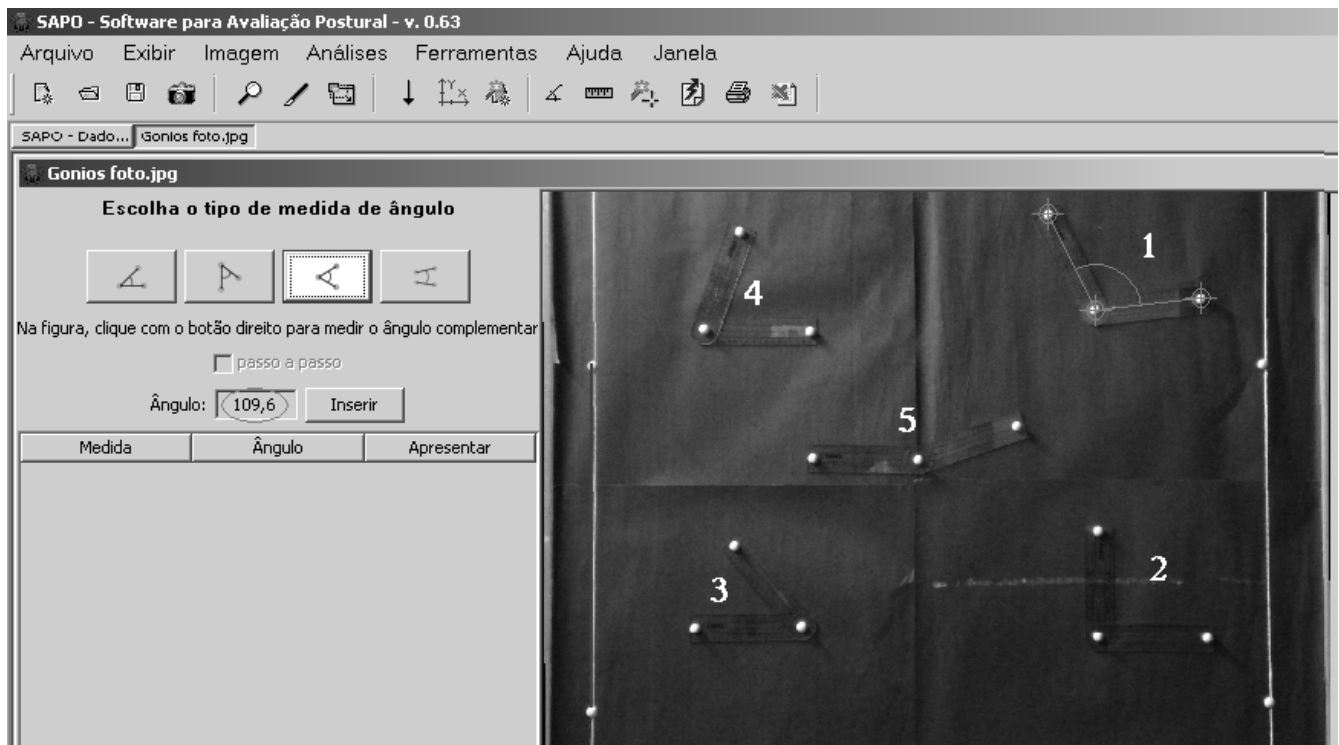 SAPO - Software para Avaliação Postural - v. 0.63
Arquivo Exibir Imagem Análises Ferramentas Ajuda Janela
SAPO - Dado... Gonios foto.jpg
Gonios foto.jpg
Escolha o tipo de medida de ângulo
Na figura, clique com o botão direito para medir o ângulo complementar
passo a passo
Ângulo: 109,6 Inserir
Medida Ângulo Apresentar
1
4
5
3
2